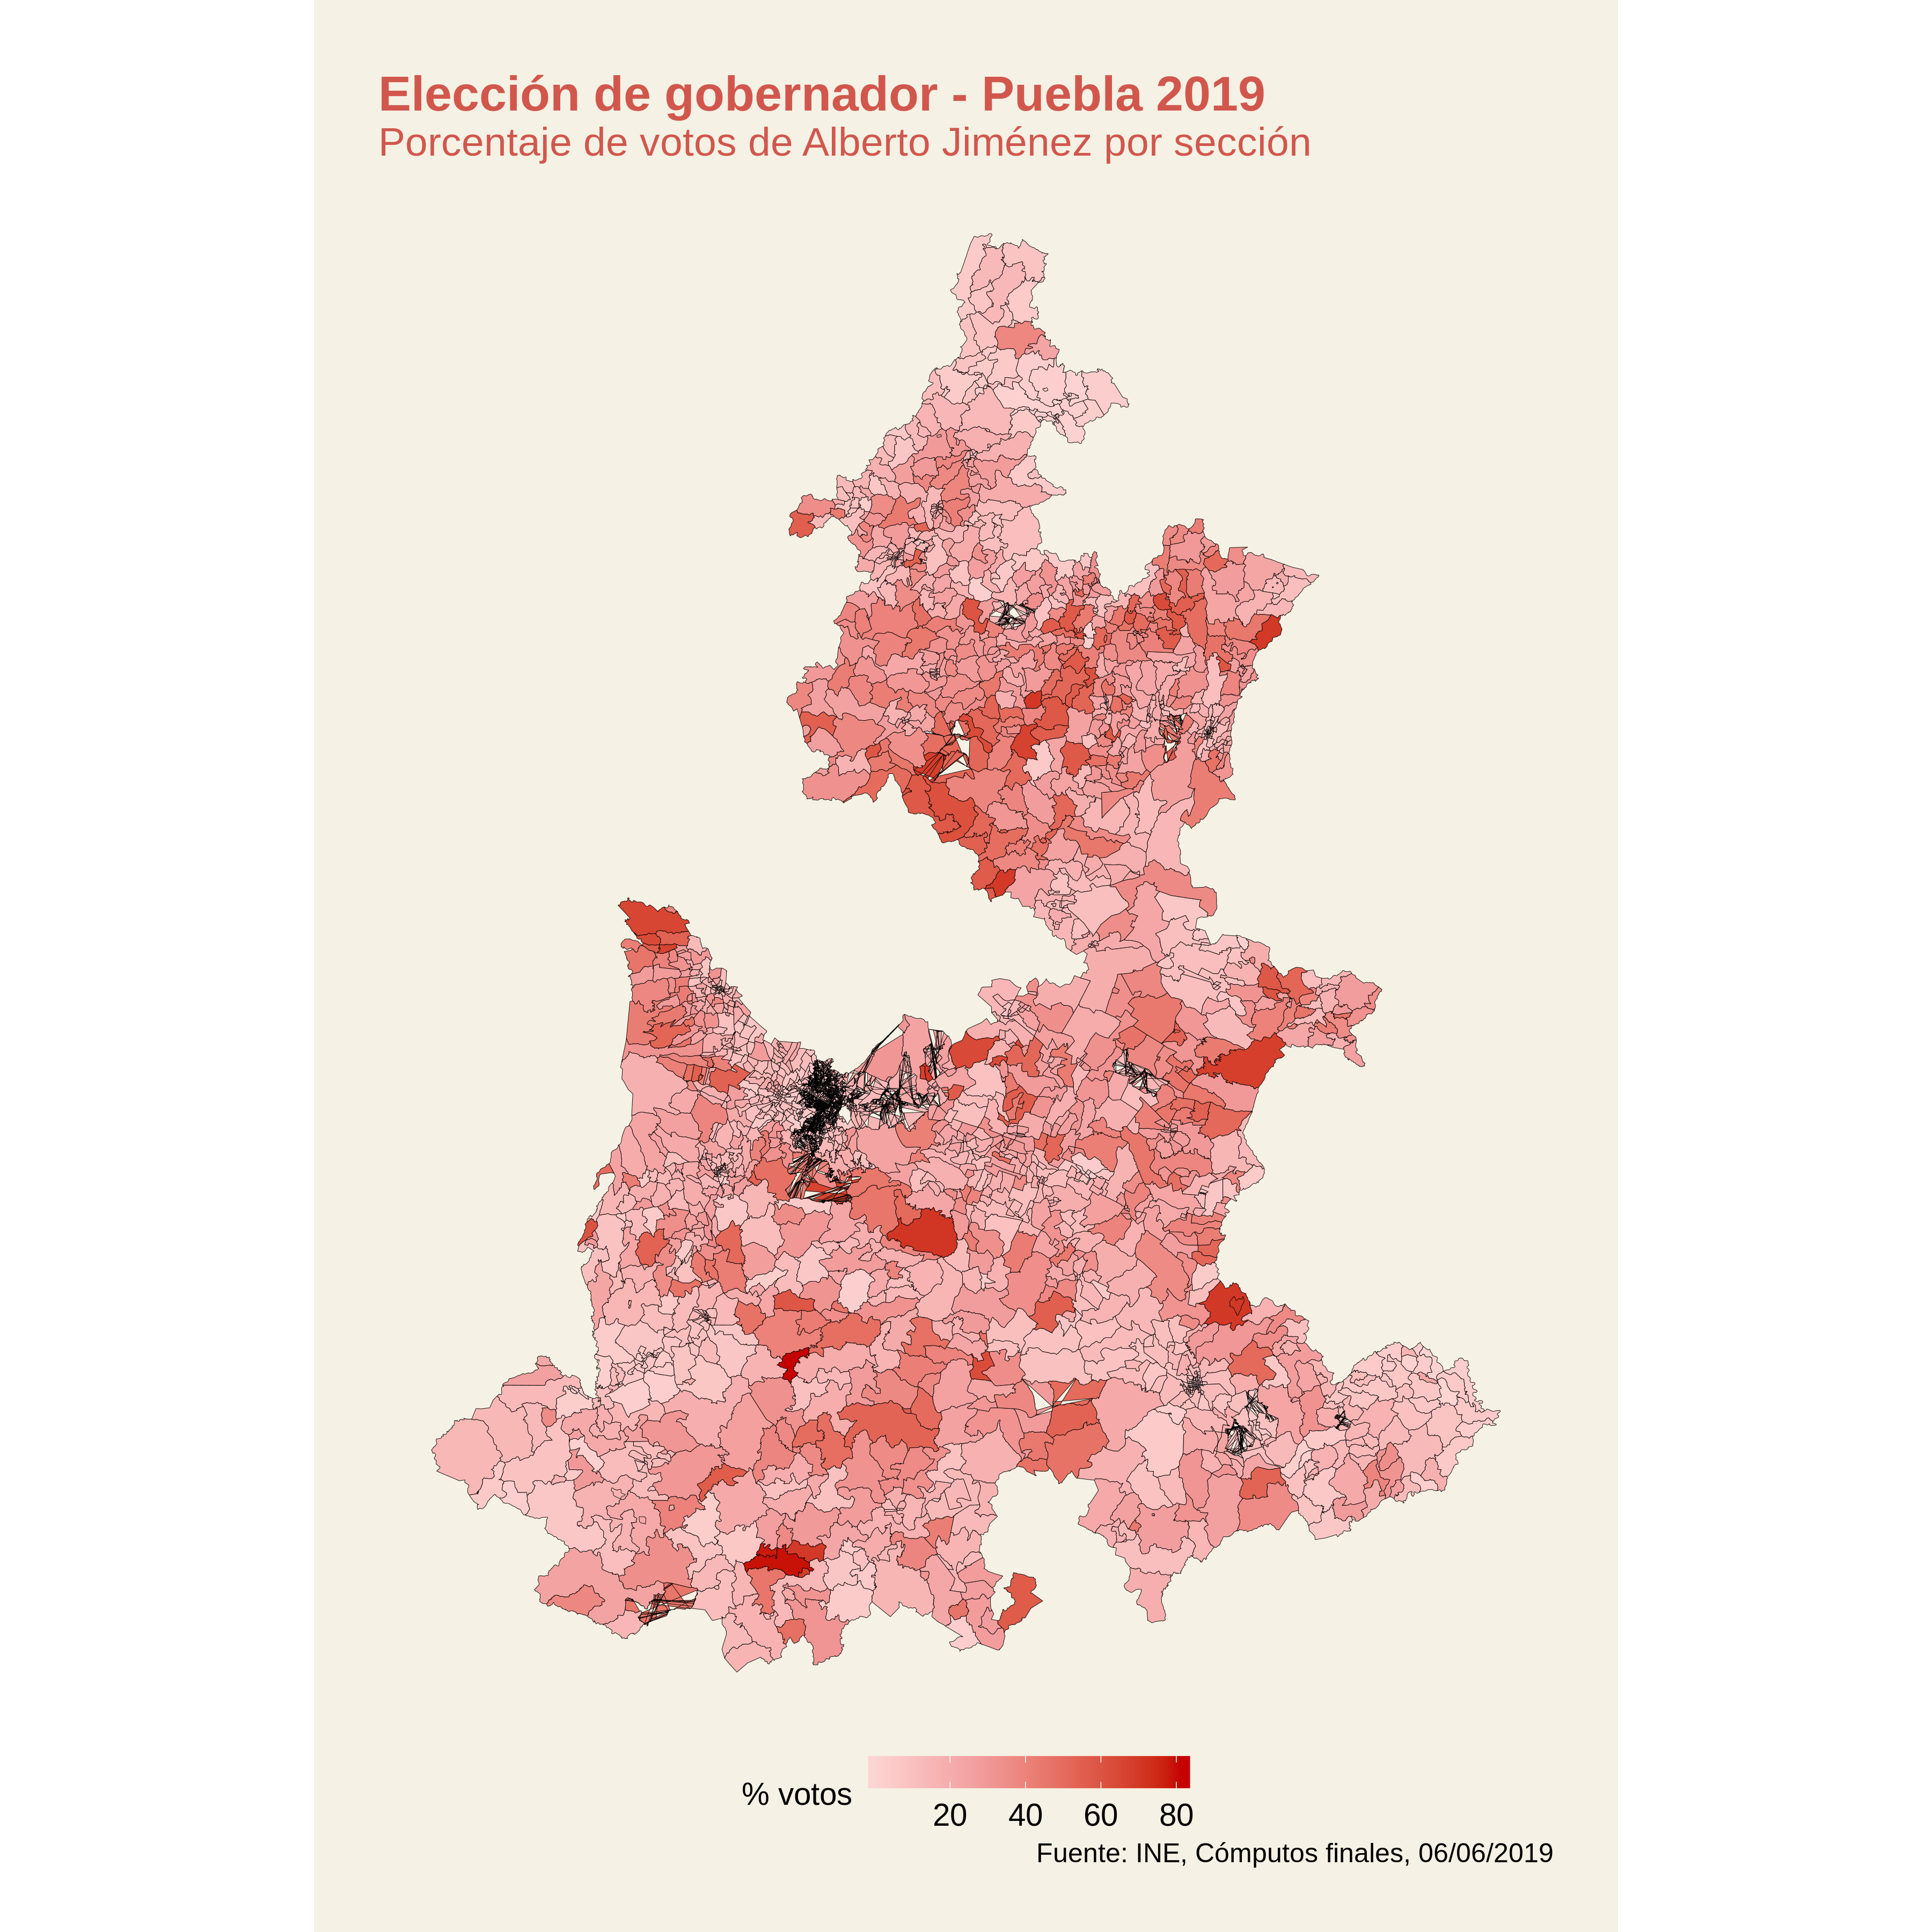 Elección de gobernador - Puebla 2019
Porcentaje de votos de Alberto Jiménez por sección
% votos
20 40 60 80
Fuente: INE, Cómputos finales, 06/06/2019